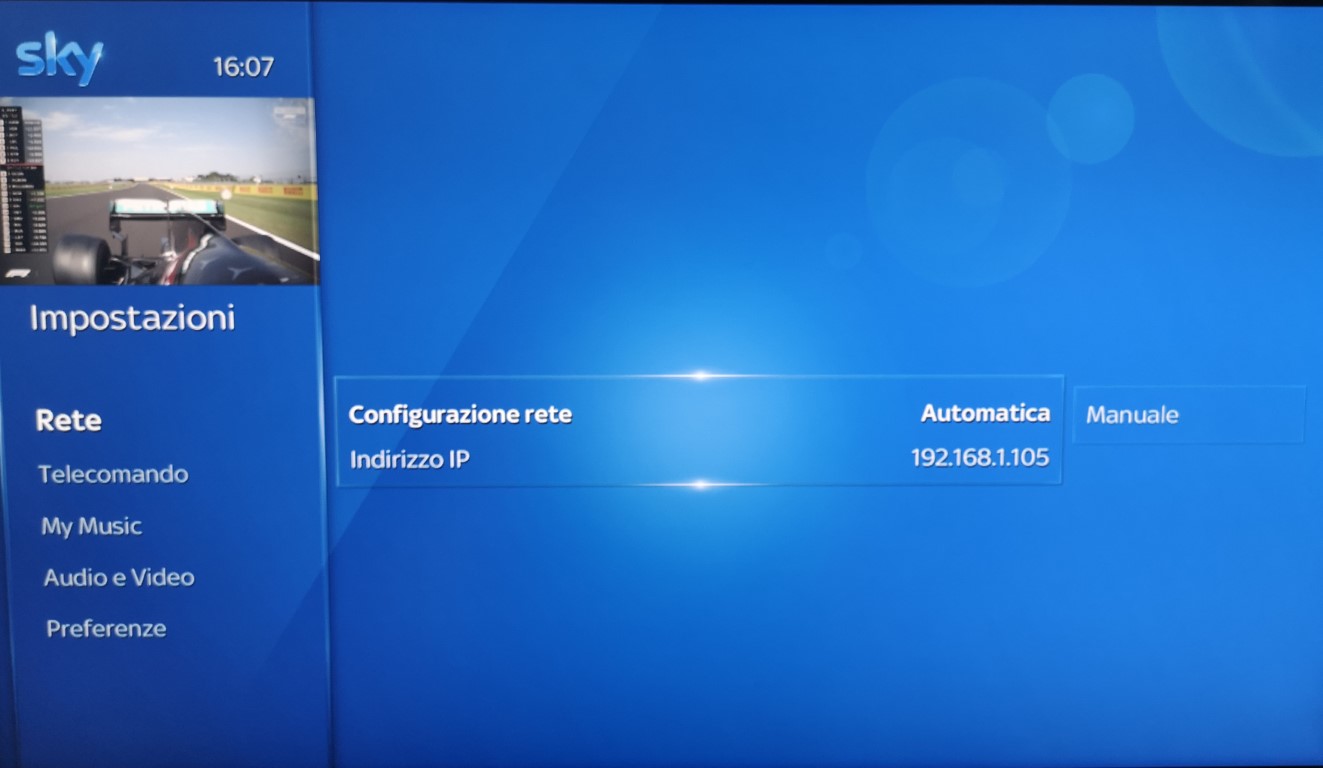 sky
16:07
Impostazioni
Rete
Telecomando
My Music
Audio e Video
Preferenze
Configurazione rete Automatica Manuale
Indirizzo IP 192.168.1.105